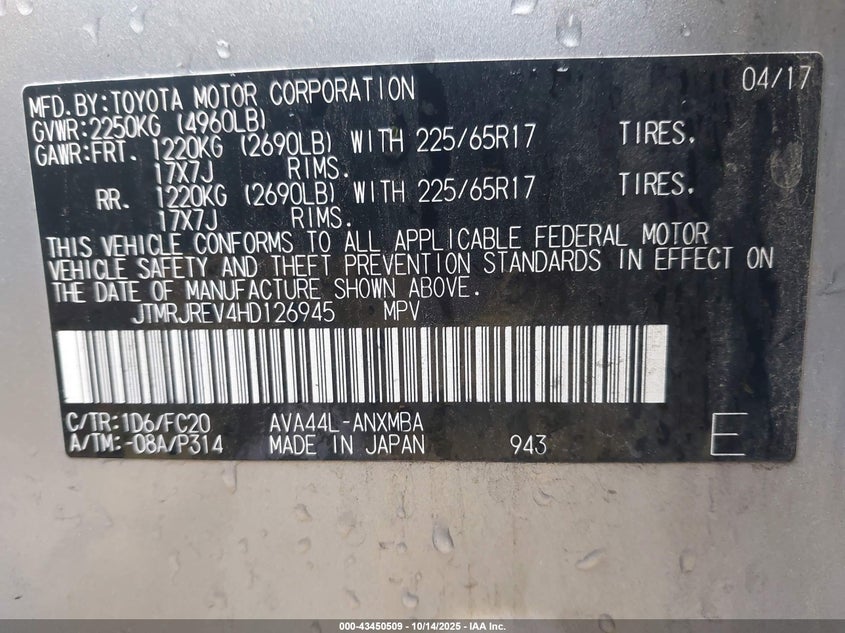 04/17
MFD.BY:TOYOTA MOTOR CORPORATION
GVWR:2250KG (4960LB)
GAWR:FRT. 1220KG (2690LB) WITH 225/65R17 TIRES.
17X7J RIMS.
RR. 1220KG (2690LB) WITH 225/65R17 TIRES.
17X7J RIMS.
THIS VEHICLE CONFORMS TO ALL APPLICABLE FEDERAL MOTOR
VEHICLE SAFETY AND THEFT PREVENTION STANDARDS IN EFFECT ON
THE DATE OF MANUFACTURE SHOWN ABOVE.
JTMRJREV4HD126945 MPV
C/TR:1D6/FC20 AVA44L-ANXMBA
A/TM:-08A/P314 MADE IN JAPAN 943 E
000-43450509 - 10/14/2025 - IAA Inc.